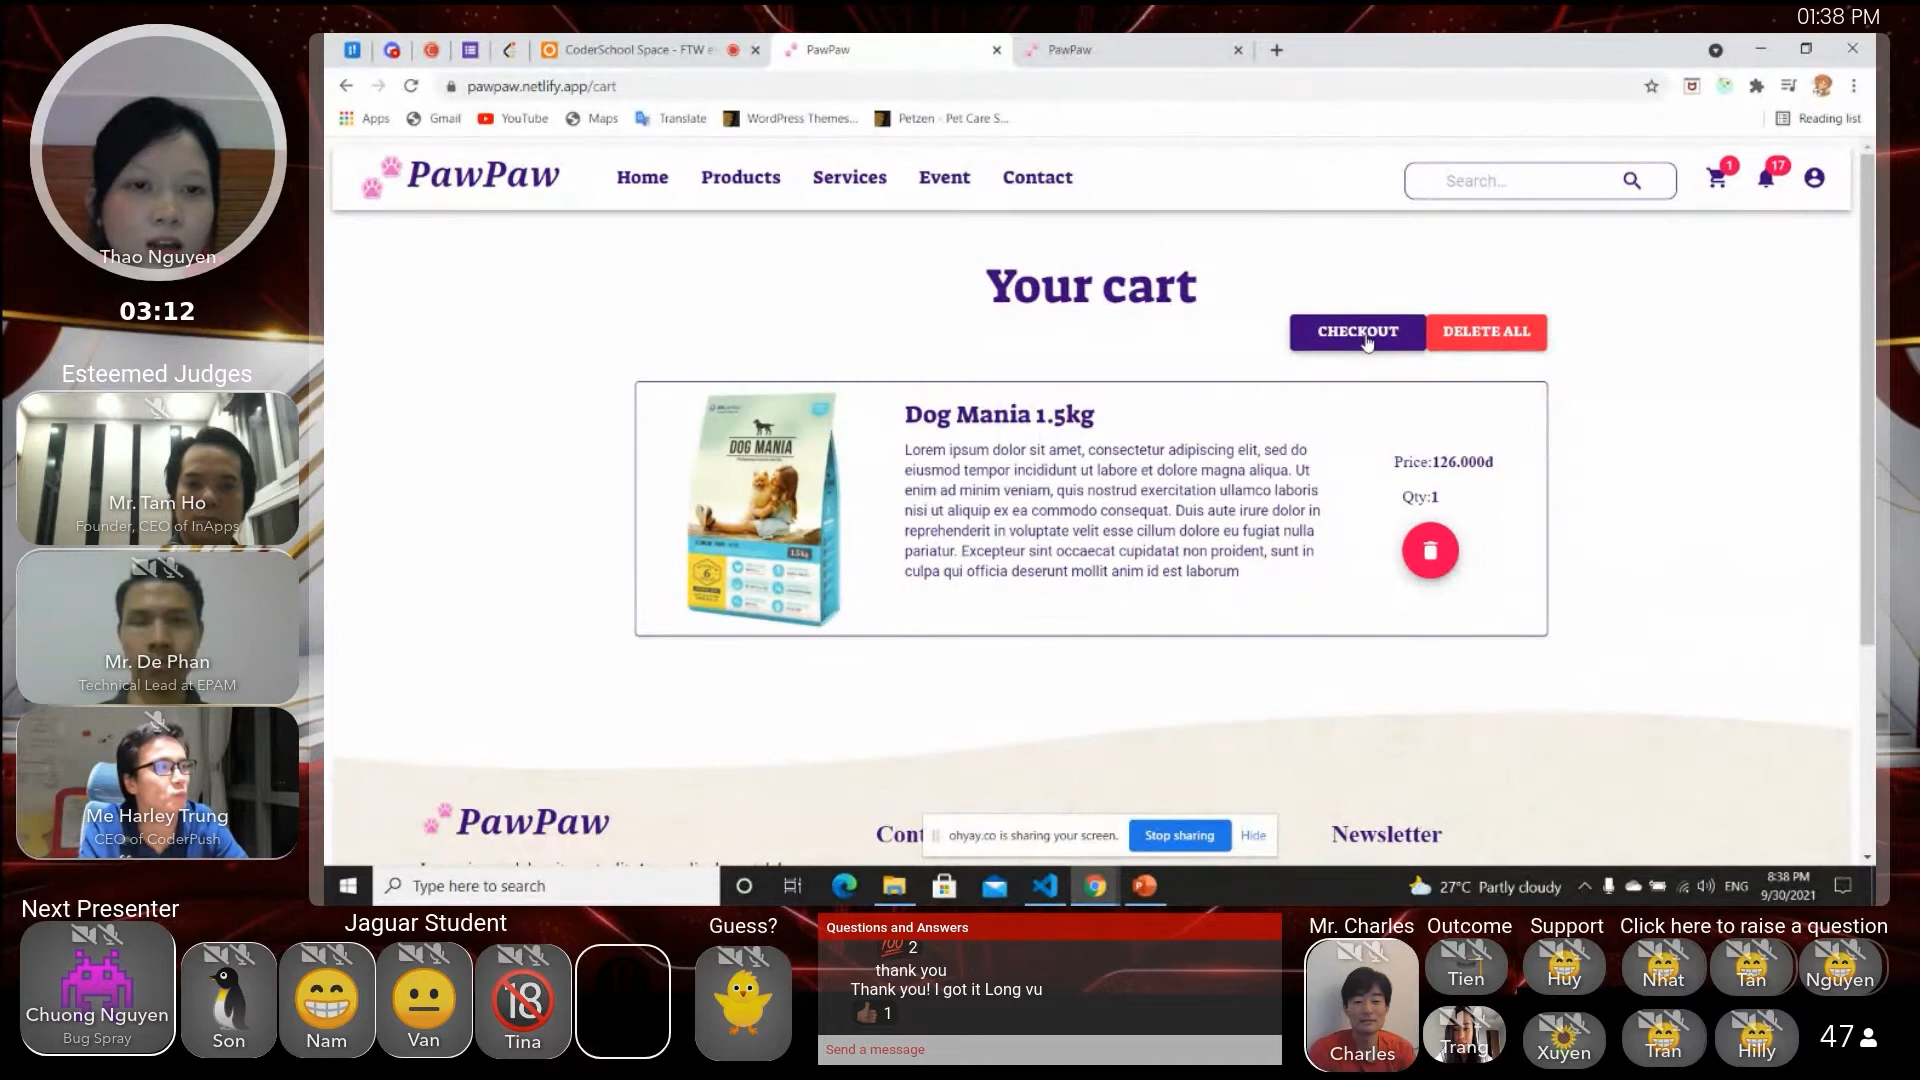 01:38 PM
CoderSchool Space - FTW e
PawPaw
PawPaw
pawpaw.netlify.app/cart
Apps
Gmail
YouTube
Maps
Translate
WordPress Themes...
Petzen - Pet Care S...
Reading list
PawPaw
Home
Products
Services
Event
Contact
Search...
1
17
Your cart
CHECKOUT
DELETE ALL
DOG MANIA
1.5kg
Dog Mania 1.5kg
Lorem ipsum dolor sit amet, consectetur adipiscing elit, sed do
eiusmod tempor incididunt ut labore et dolore magna aliqua. Ut
enim ad minim veniam, quis nostrud exercitation ullamco laboris
nisi ut aliquip ex ea commodo consequat. Duis aute irure dolor in
reprehenderit in voluptate velit esse cillum dolore eu fugiat nulla
pariatur. Excepteur sint occaecat cupidatat non proident, sunt in
culpa qui officia deserunt mollit anim id est laborum
Price:126.000đ
Qty:1
PawPaw
Cont
Newsletter
ohyay.co is sharing your screen.
Stop sharing
Hide
Type here to search
27°C Partly cloudy
ENG
8:38 PM
9/30/2021
Thao Nguyen
03:12
Esteemed Judges
Mr. Tam Ho
Founder, CEO of InApps
Mr. De Phan
Technical Lead at EPAM
Me Harley Trung
CEO of CoderPush
Next Presenter
Chuong Nguyen
Bug Spray
Jaguar Student
Son
Nam
Van
18
Tina
Guess?
Questions and Answers
100 2
thank you
Thank you! I got it Long vu
1
Send a message
Mr. Charles
Charles
Outcome
Tien
Trang
Support
Huy
Xuyen
Click here to raise a question
Nhat
Tan
Nguyen
Tran
Hilly
47